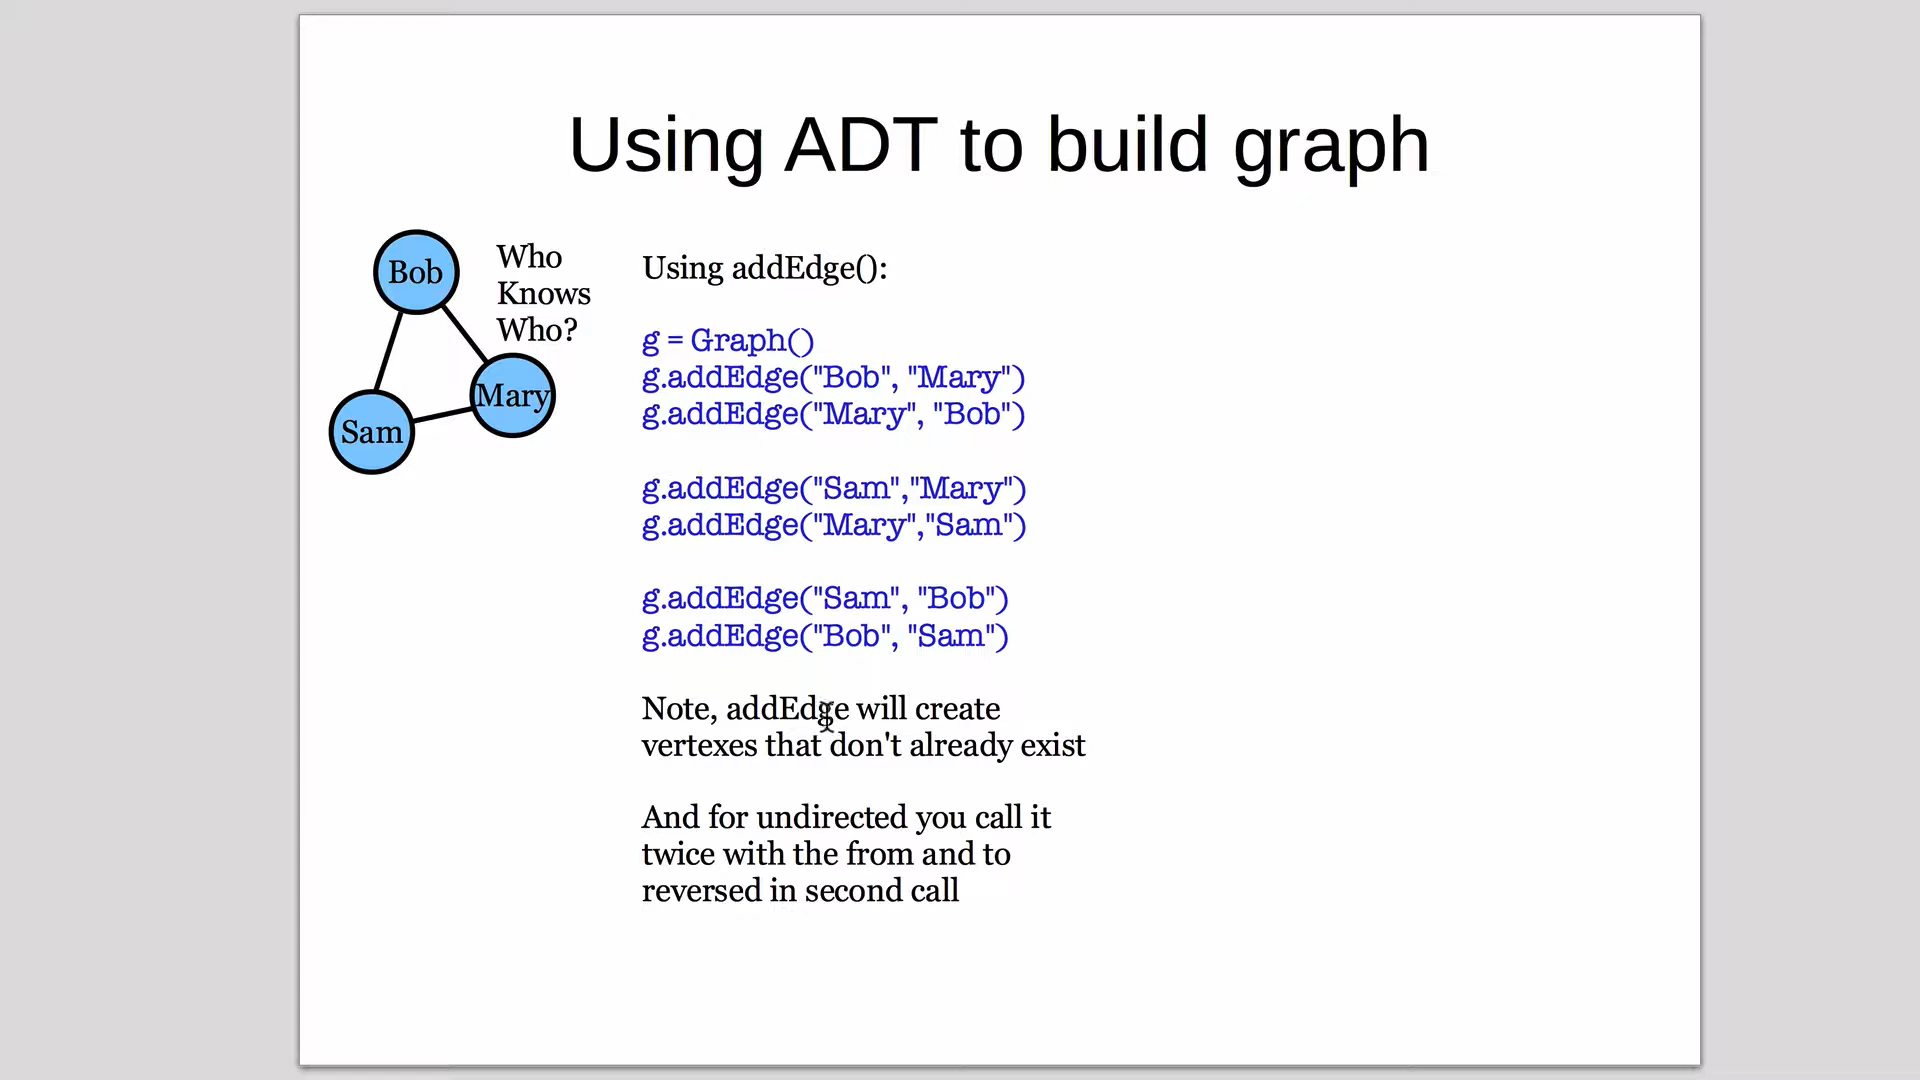 Using ADT to build graph
Bob
Who
Knows
Who?
Mary
Sam
Using addEdge():
g = Graph()
g.addEdge("Bob", "Mary")
g.addEdge("Mary", "Bob")
g.addEdge("Sam","Mary")
g.addEdge("Mary","Sam")
g.addEdge("Sam", "Bob")
g.addEdge("Bob", "Sam")
Note, addEdge will create
vertexes that don't already exist
And for undirected you call it
twice with the from and to
reversed in second call